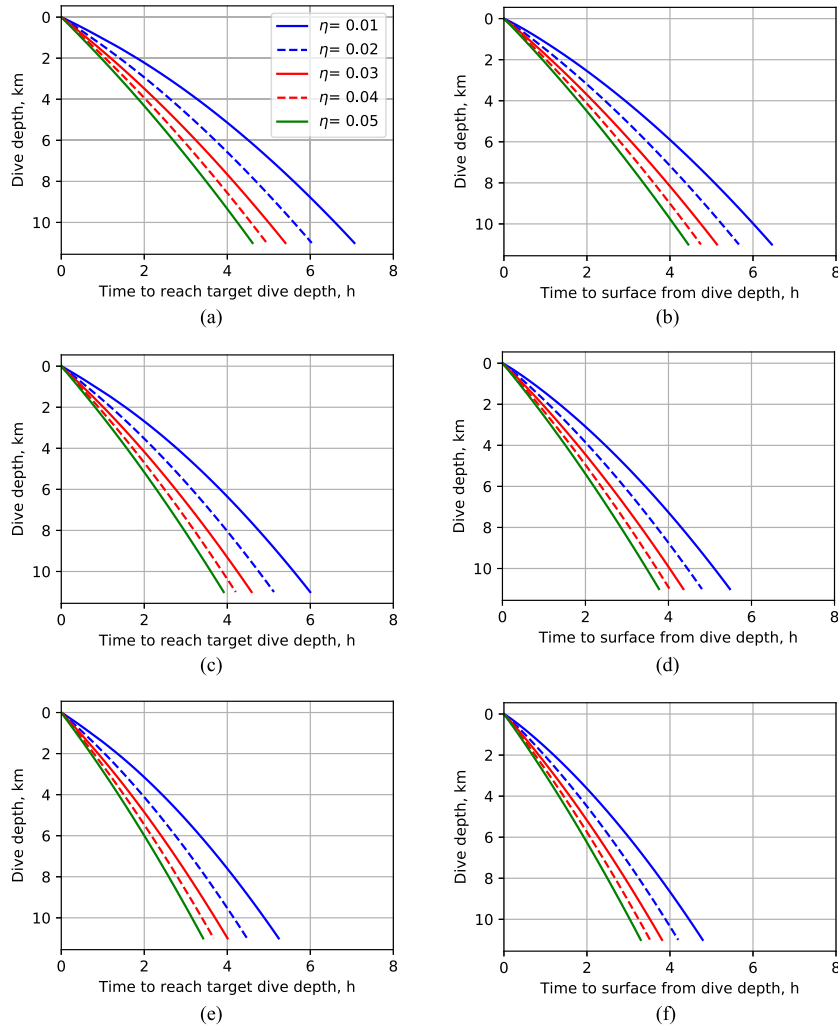 η= 0.01
η= 0.02
η= 0.03
η= 0.04
η= 0.05
0
2
4
6
8
10
Dive depth, km
0 2 4 6 8
Time to reach target dive depth, h
(a)
0
2
4
6
8
10
Dive depth, km
0 2 4 6 8
Time to surface from dive depth, h
(b)
0
2
4
6
8
10
Dive depth, km
0 2 4 6 8
Time to reach target dive depth, h
(c)
0
2
4
6
8
10
Dive depth, km
0 2 4 6 8
Time to surface from dive depth, h
(d)
0
2
4
6
8
10
Dive depth, km
0 2 4 6 8
Time to reach target dive depth, h
(e)
0
2
4
6
8
10
Dive depth, km
0 2 4 6 8
Time to surface from dive depth, h
(f)